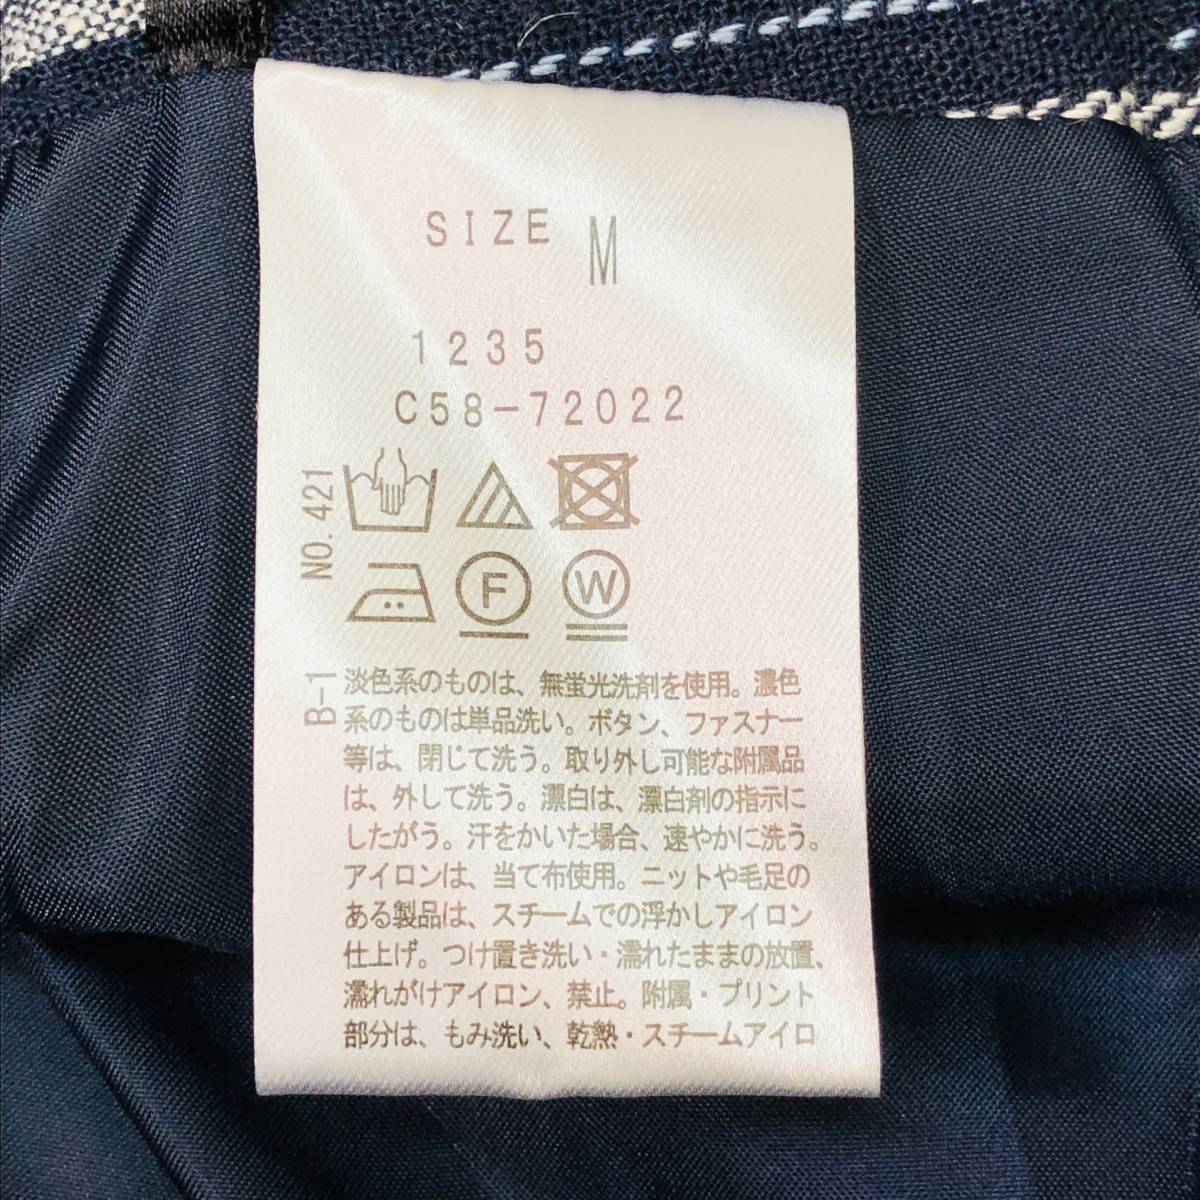 SIZE M
1235
C58-72022
NO.421
F W
B-1
淡色系のものは、無蛍光洗剤を使用。濃色
系のものは単品洗い。ボタン、ファスナー
等は、閉じて洗う。取り外し可能な附属品
は、外して洗う。漂白は、漂白剤の指示に
したがう。汗をかいた場合、速やかに洗う。
アイロンは、当て布使用。ニットや毛足の
ある製品は、スチームでの浮かしアイロン
仕上げ。つけ置き洗い・濡れたままの放置、
濡れがけアイロン、禁止。附属・プリント
部分は、もみ洗い、乾熱・スチームアイロ